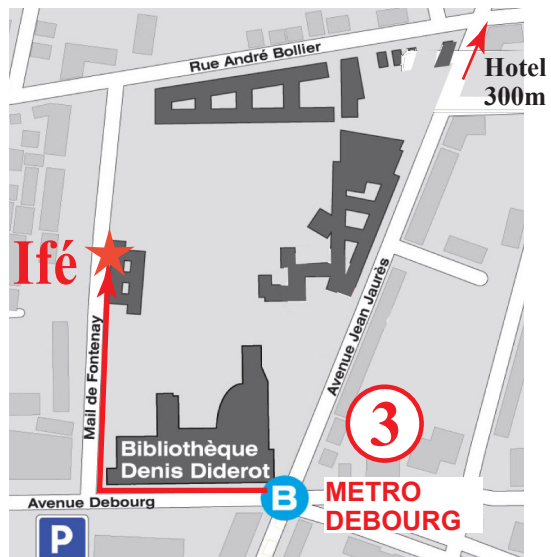 Rue André Bollier
Hotel
300m
Ifé
Mail de Fontenay
Avenue Jean Jaurès
3
Bibliothèque
Denis Diderot
B
METRO
DEBOURG
Avenue Debourg
P